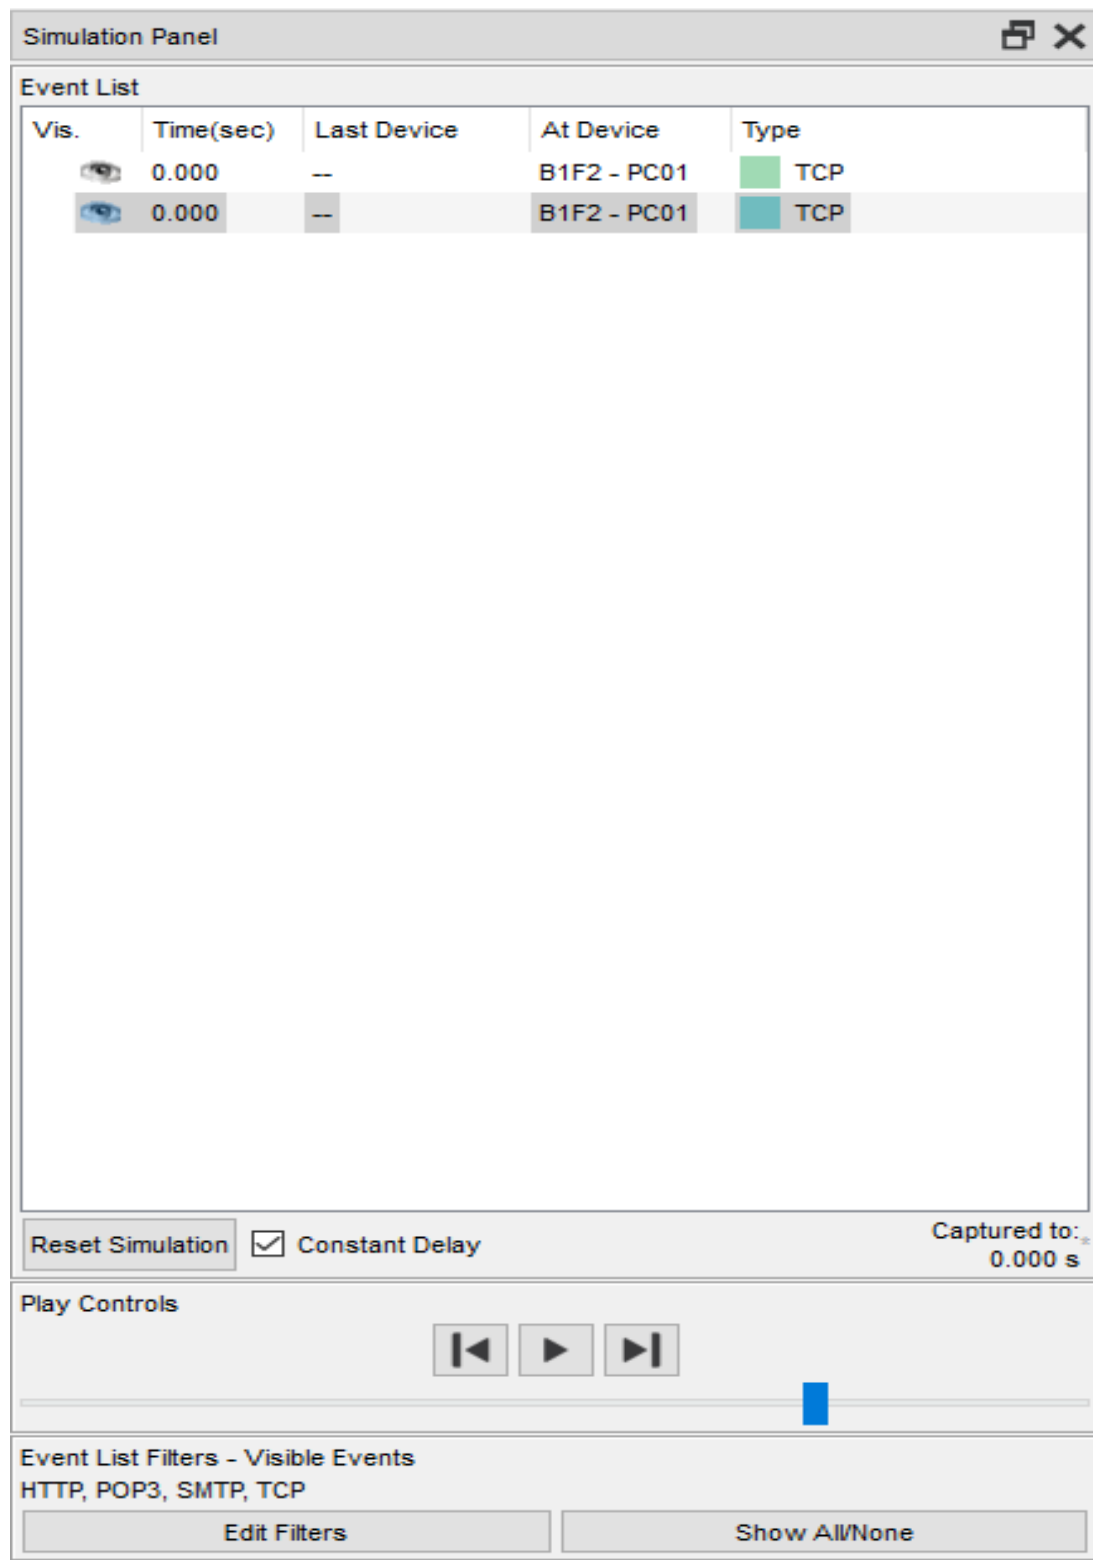 Simulation Panel
Event List
Vis. Time(sec) Last Device At Device Type
0.000 -- B1F2 - PC01 TCP
0.000 -- B1F2 - PC01 TCP
Reset Simulation Constant Delay Captured to:*
0.000 s
Play Controls
Event List Filters - Visible Events
HTTP, POP3, SMTP, TCP
Edit Filters Show All/None